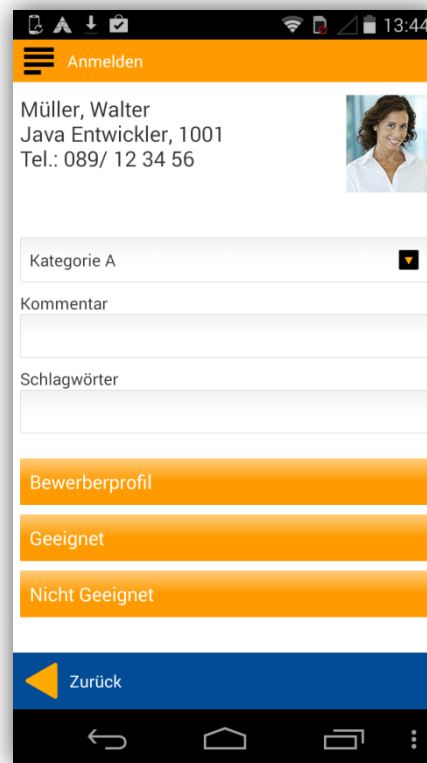 13:44
Anmelden
Müller, Walter
Java Entwickler, 1001
Tel.: 089/ 12 34 56
Kategorie A
Kommentar
Schlagwörter
Bewerberprofil
Geeignet
Nicht Geeignet
Zurück